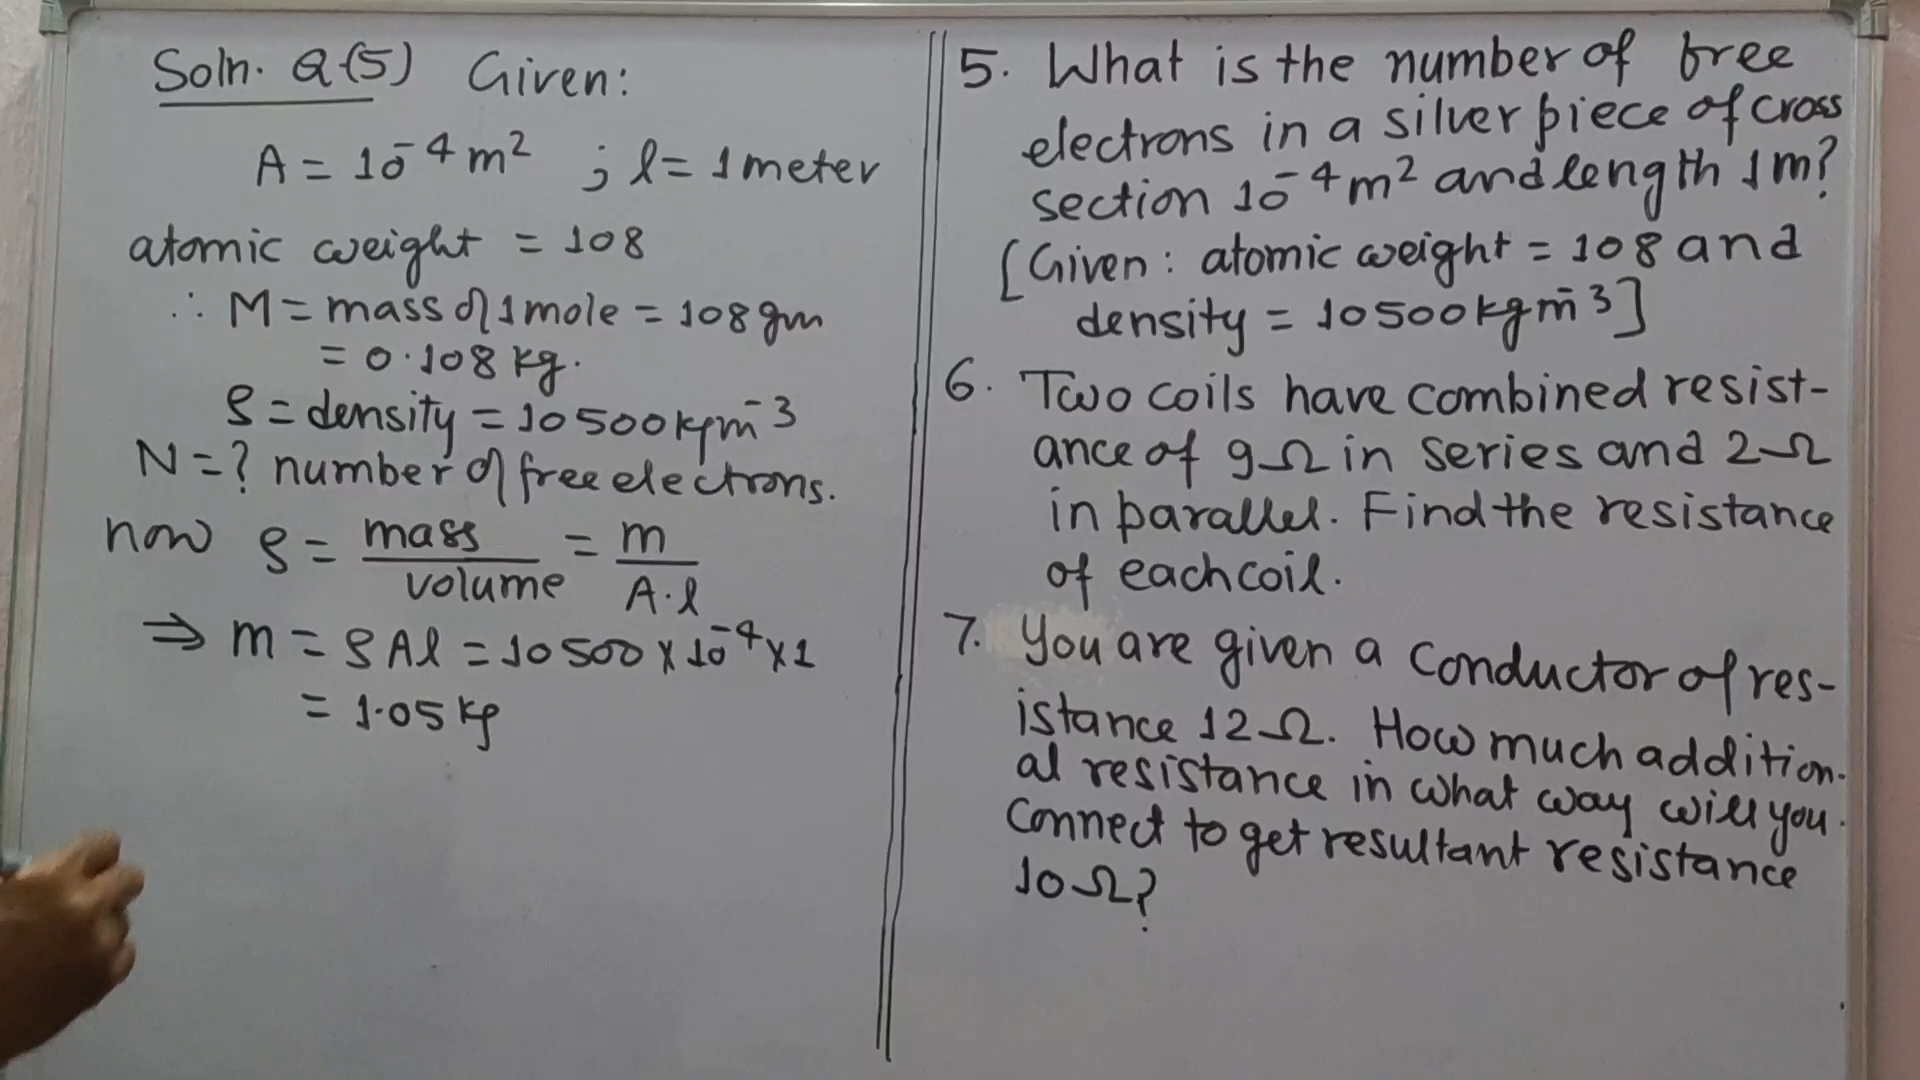 Soln. Q(5) Given:
A = 10⁻⁴ m² ; l = 1 meter
atomic weight = 108
∴ M = mass of 1 mole = 108 gm
= 0.108 kg.
ρ = density = 10500 kgm⁻³
N = ? number of free electrons.
now ρ = mass/volume = m/A.l
⇒ m = ρAl = 10500 × 10⁻⁴ × 1
= 1.05 kg
5. What is the number of free
electrons in a silver piece of cross
section 10⁻⁴ m² and length 1m?
[Given: atomic weight = 108 and
density = 10500 kgm⁻³]
6. Two coils have combined resist-
ance of 9Ω in series and 2Ω
in parallel. Find the resistance
of each coil.
7. You are given a conductor of res-
istance 12Ω. How much addition-
al resistance in what way will you
connect to get resultant resistance
10Ω?